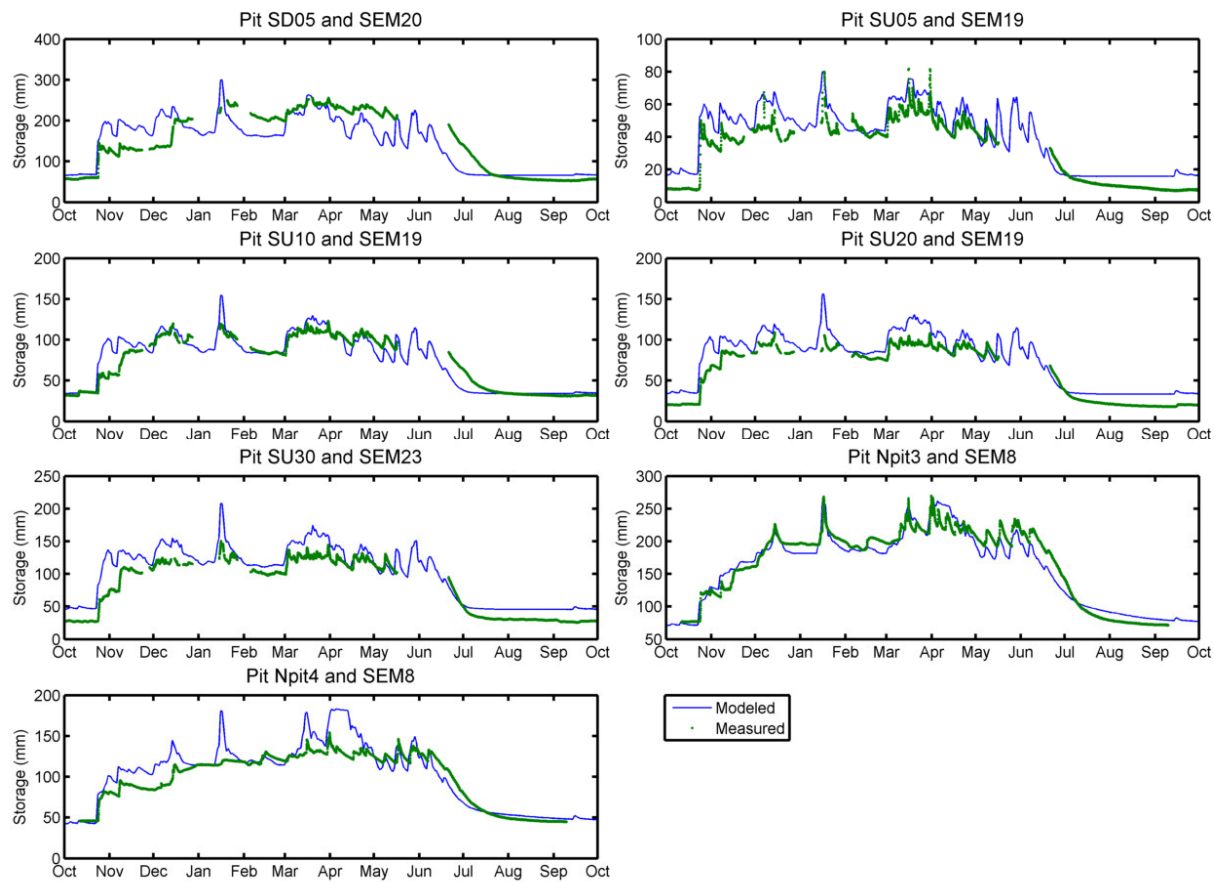 Pit SD05 and SEM20
400
300
200
100
0
Storage (mm)
Oct Nov Dec Jan Feb Mar Apr May Jun Jul Aug Sep Oct
Pit SU05 and SEM19
100
80
60
40
20
0
Storage (mm)
Oct Nov Dec Jan Feb Mar Apr May Jun Jul Aug Sep Oct
Pit SU10 and SEM19
200
150
100
50
0
Storage (mm)
Oct Nov Dec Jan Feb Mar Apr May Jun Jul Aug Sep Oct
Pit SU20 and SEM19
200
150
100
50
0
Storage (mm)
Oct Nov Dec Jan Feb Mar Apr May Jun Jul Aug Sep Oct
Pit SU30 and SEM23
250
200
150
100
50
0
Storage (mm)
Oct Nov Dec Jan Feb Mar Apr May Jun Jul Aug Sep Oct
Pit Npit3 and SEM8
300
250
200
150
100
50
Storage (mm)
Oct Nov Dec Jan Feb Mar Apr May Jun Jul Aug Sep Oct
Pit Npit4 and SEM8
200
150
100
50
0
Storage (mm)
Oct Nov Dec Jan Feb Mar Apr May Jun Jul Aug Sep Oct
Modeled
Measured